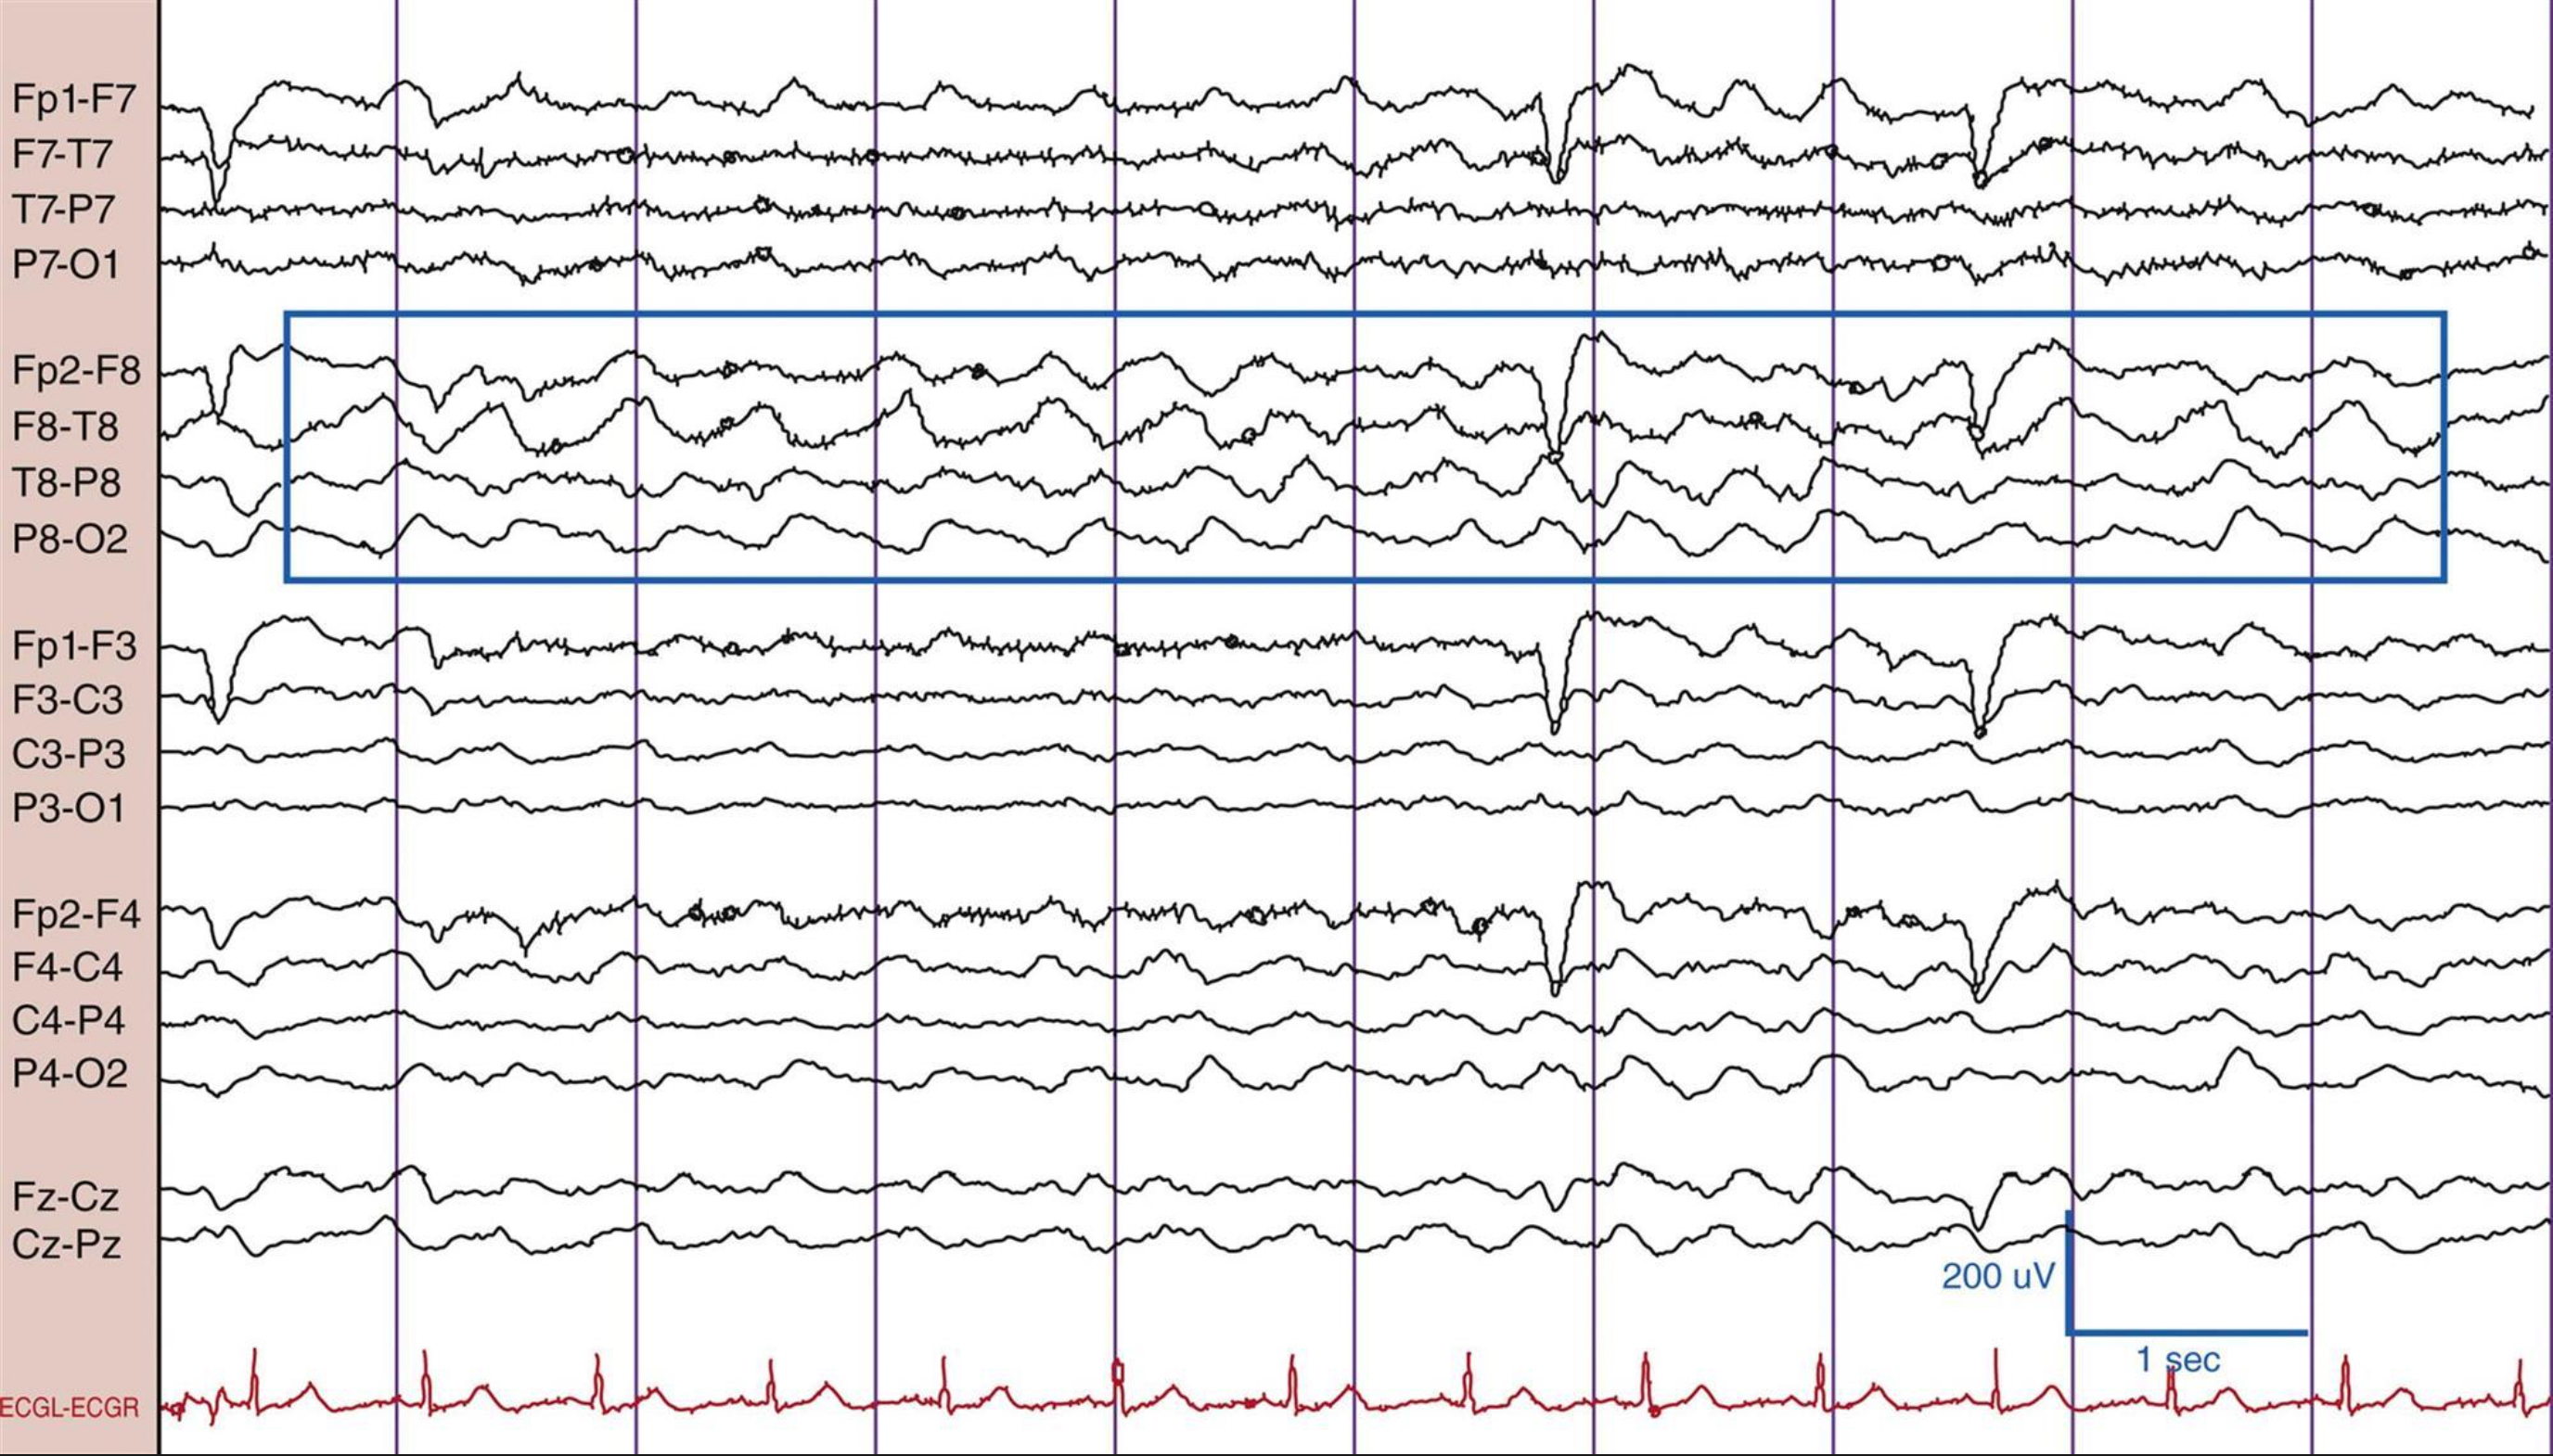 Fp1-F7
F7-T7
T7-P7
P7-O1
Fp2-F8
F8-T8
T8-P8
P8-O2
Fp1-F3
F3-C3
C3-P3
P3-O1
Fp2-F4
F4-C4
C4-P4
P4-O2
Fz-Cz
Cz-Pz
200 uV
1 sec
ECGL-ECGR